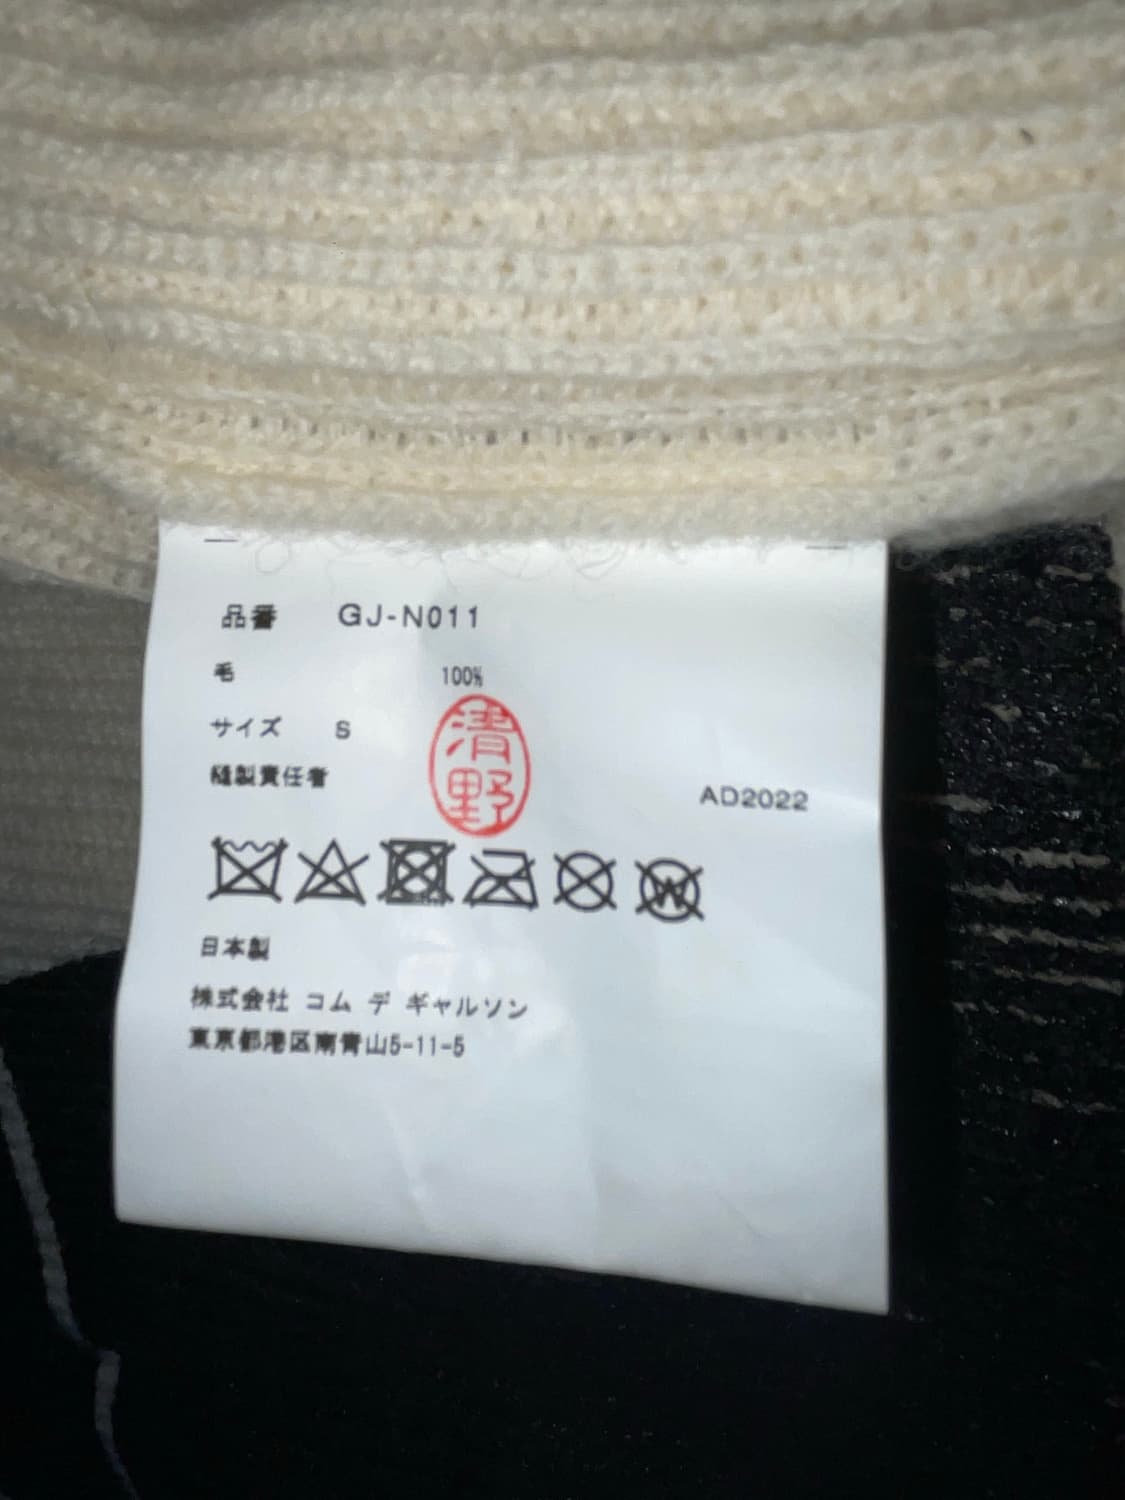 品番 GJ-N011
毛 100%
サイズ S
縫製責任者
清野
AD2022
W
日本製
株式会社 コム デ ギャルソン
東京都港区南青山5-11-5